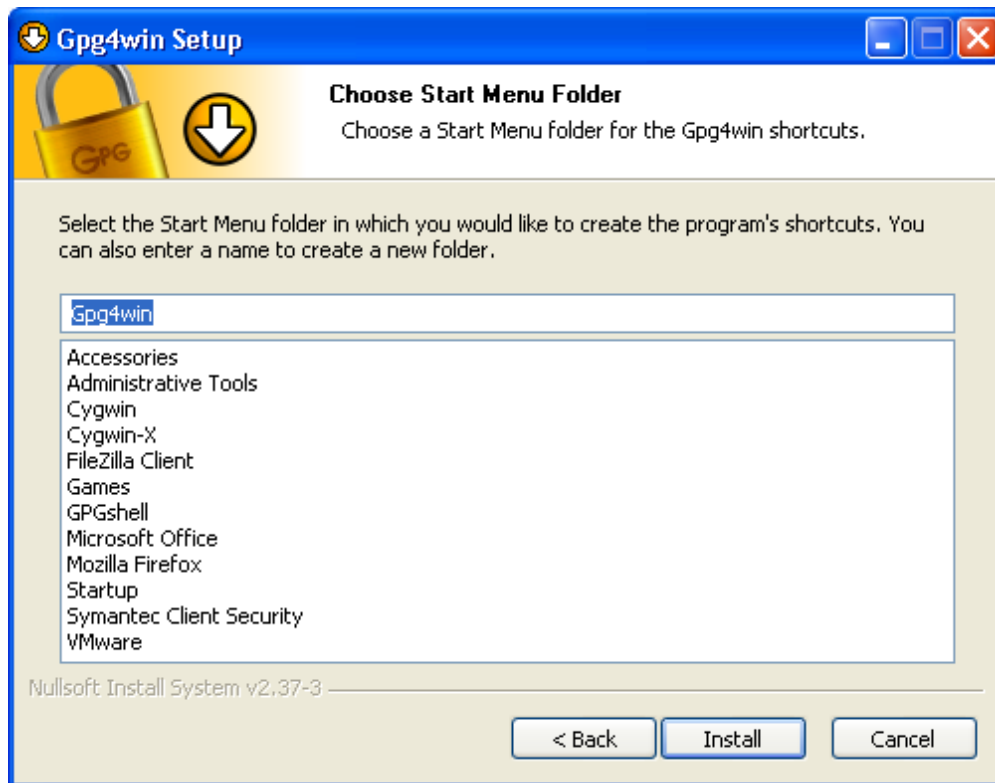 Gpg4win Setup
Choose Start Menu Folder
Choose a Start Menu folder for the Gpg4win shortcuts.
GPG
Select the Start Menu folder in which you would like to create the program's shortcuts. You
can also enter a name to create a new folder.
Gpg4win
Accessories
Administrative Tools
Cygwin
Cygwin-X
FileZilla Client
Games
GPGshell
Microsoft Office
Mozilla Firefox
Startup
Symantec Client Security
VMware
Nullsoft Install System v2.37-3
< Back
Install
Cancel